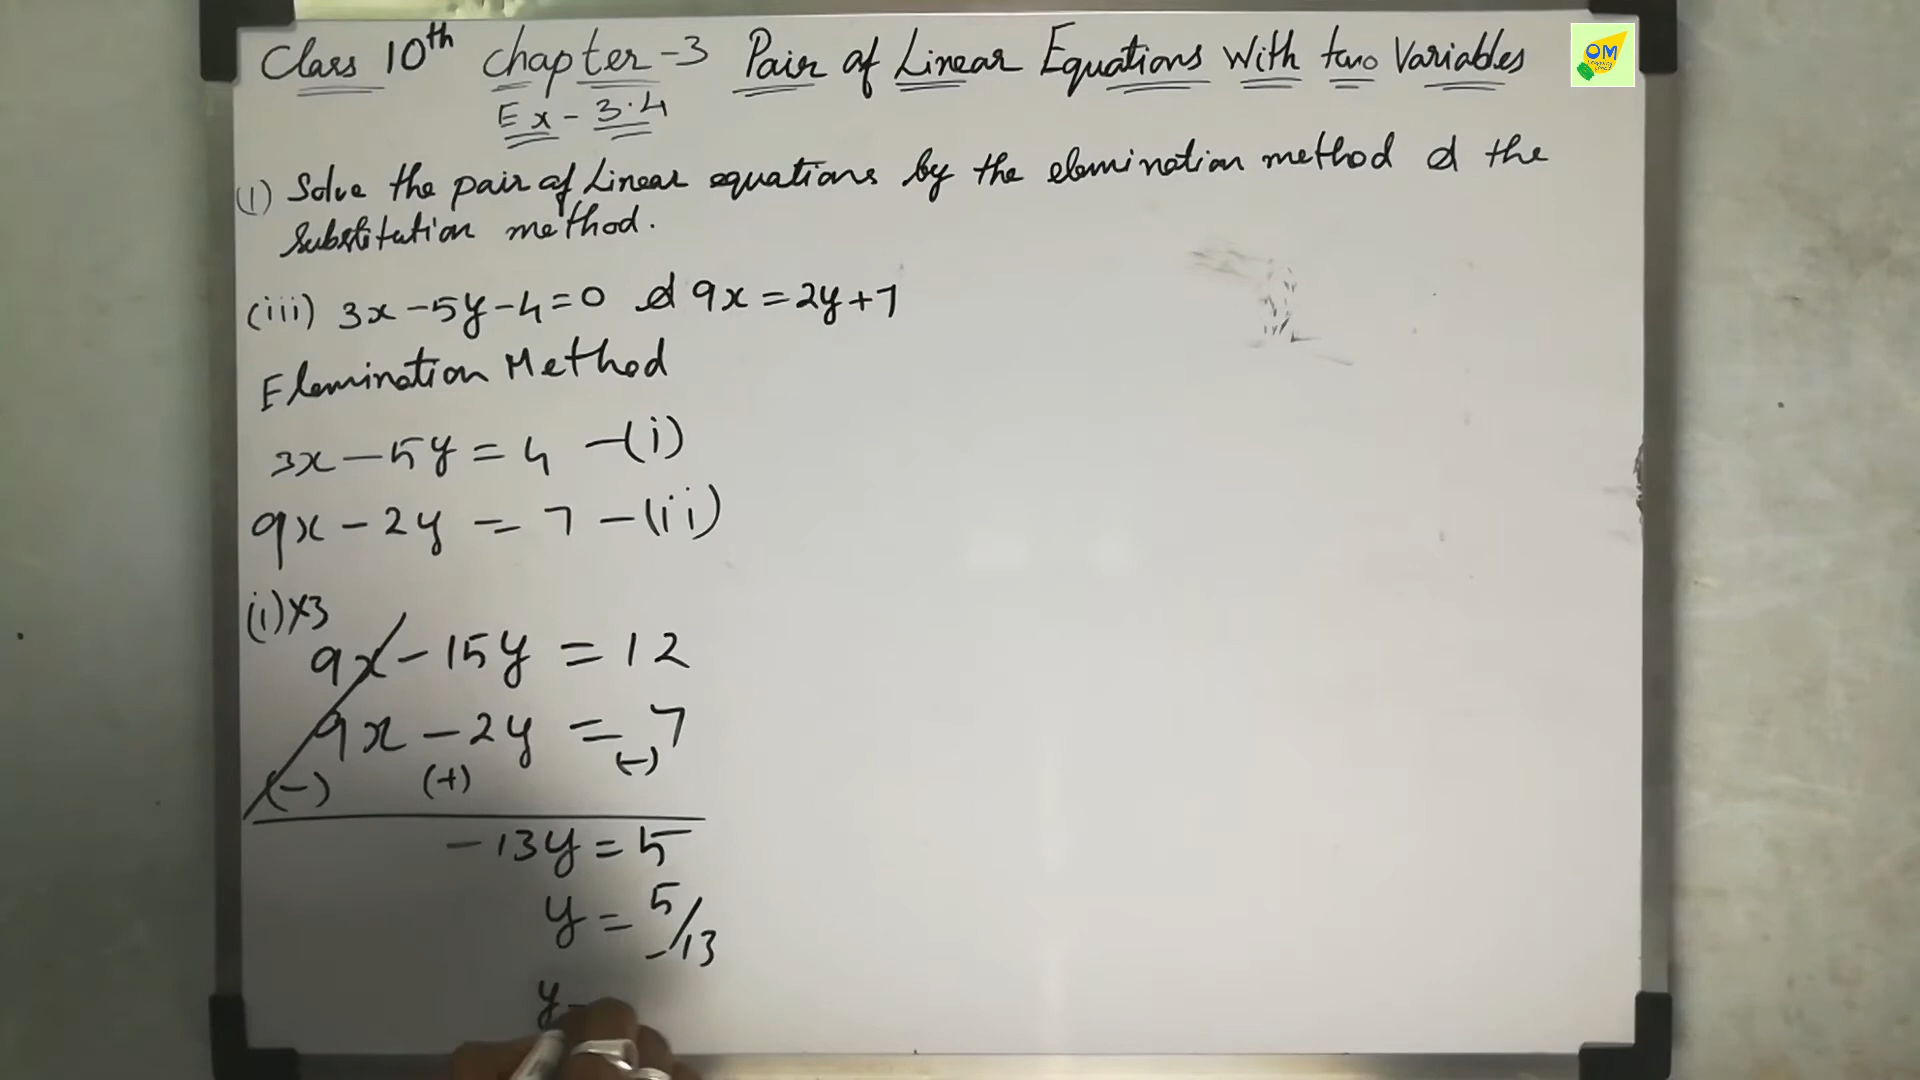 Class 10th Chapter-3 Pair of Linear Equations With two Variables
OM
Ex - 3.4
(1) Solve the pair of Linear equations by the elemination method & the
Substitution method.
(iii) 3x - 5y - 4 = 0 & 9x = 2y + 7
Elemination Method
3x - 5y = 4 - (i)
9x - 2y = 7 - (ii)
(i) x 3
9x - 15y = 12
9x - 2y = 7
(-) (+) (-)
- 13y = 5
y = 5/-13
y =